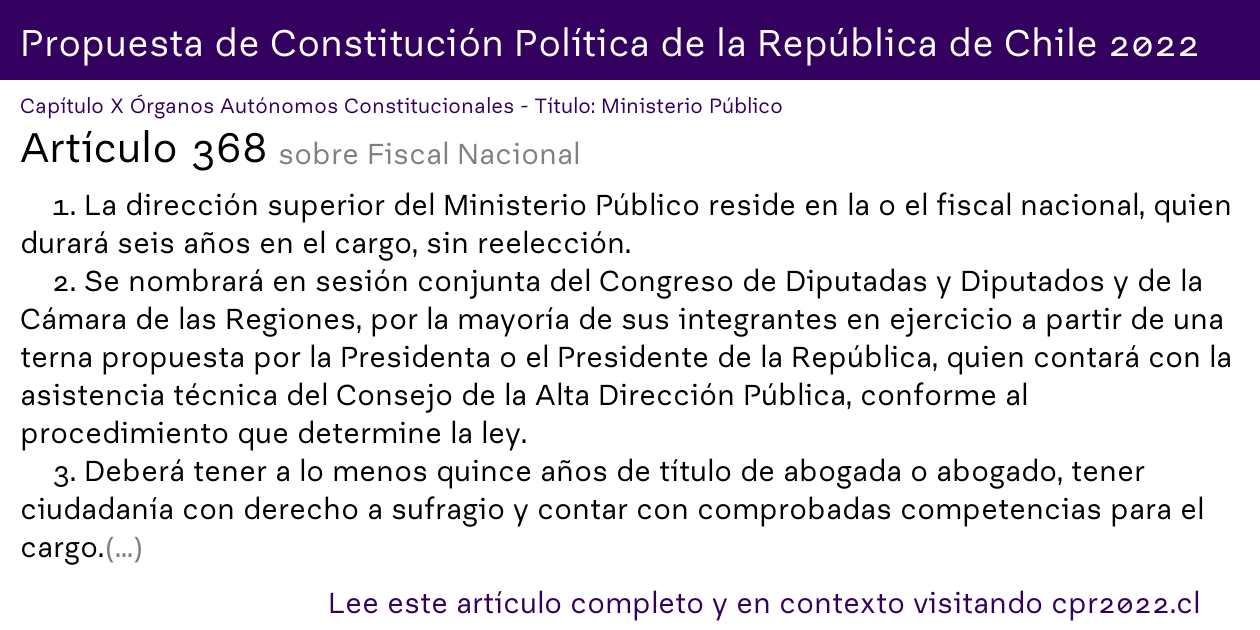 Propuesta de Constitución Política de la República de Chile 2022
Capítulo X Órganos Autónomos Constitucionales - Título: Ministerio Público
Artículo 368 sobre Fiscal Nacional
1. La dirección superior del Ministerio Público reside en la o el fiscal nacional, quien
durará seis años en el cargo, sin reelección.
2. Se nombrará en sesión conjunta del Congreso de Diputadas y Diputados y de la
Cámara de las Regiones, por la mayoría de sus integrantes en ejercicio a partir de una
terna propuesta por la Presidenta o el Presidente de la República, quien contará con la
asistencia técnica del Consejo de la Alta Dirección Pública, conforme al
procedimiento que determine la ley.
3. Deberá tener a lo menos quince años de título de abogada o abogado, tener
ciudadanía con derecho a sufragio y contar con comprobadas competencias para el
cargo.(...)
Lee este artículo completo y en contexto visitando cpr2022.cl